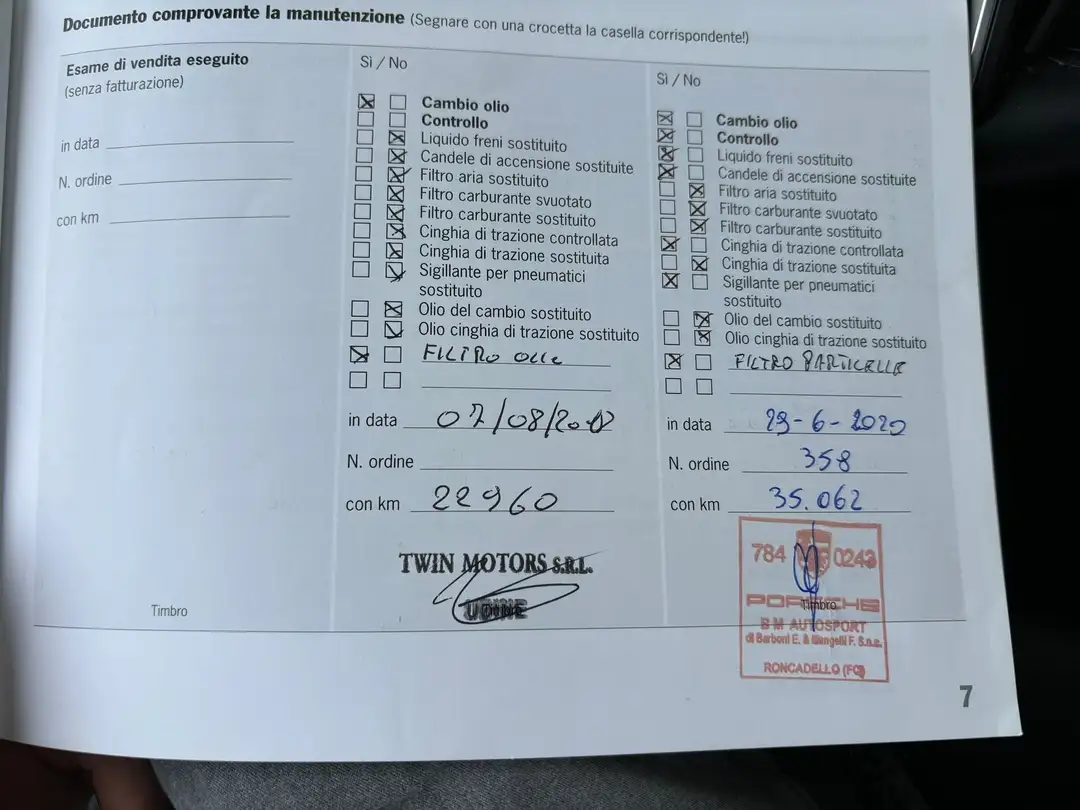 Documento comprovante la manutenzione (Segnare con una crocetta la casella corrispondente!)
Esame di vendita eseguito
(senza fatturazione)
in data
N. ordine
con km
Timbro
Sì / No
Cambio olio
Controllo
Liquido freni sostituito
Candele di accensione sostituite
Filtro aria sostituito
Filtro carburante svuotato
Filtro carburante sostituito
Cinghia di trazione controllata
Cinghia di trazione sostituita
Sigillante per pneumatici
sostituito
Olio del cambio sostituito
Olio cinghia di trazione sostituito
FILTRO OLIO
in data 07/08/
N. ordine
con km 22960
TWIN MOTORS S.R.L.
UDINE
Sì / No
Cambio olio
Controllo
Liquido freni sostituito
Candele di accensione sostituite
Filtro aria sostituito
Filtro carburante svuotato
Filtro carburante sostituito
Cinghia di trazione controllata
Cinghia di trazione sostituita
Sigillante per pneumatici
sostituito
Olio del cambio sostituito
Olio cinghia di trazione sostituito
FILTRO PARTICELLE
in data 29-6-2020
N. ordine 358
con km 35.062
784 0243
PORSCHE
Timbro
BM AUTOSPORT
di Barboni E. & Mangelli F. S.n.c.
RONCADELLO (FC)
7